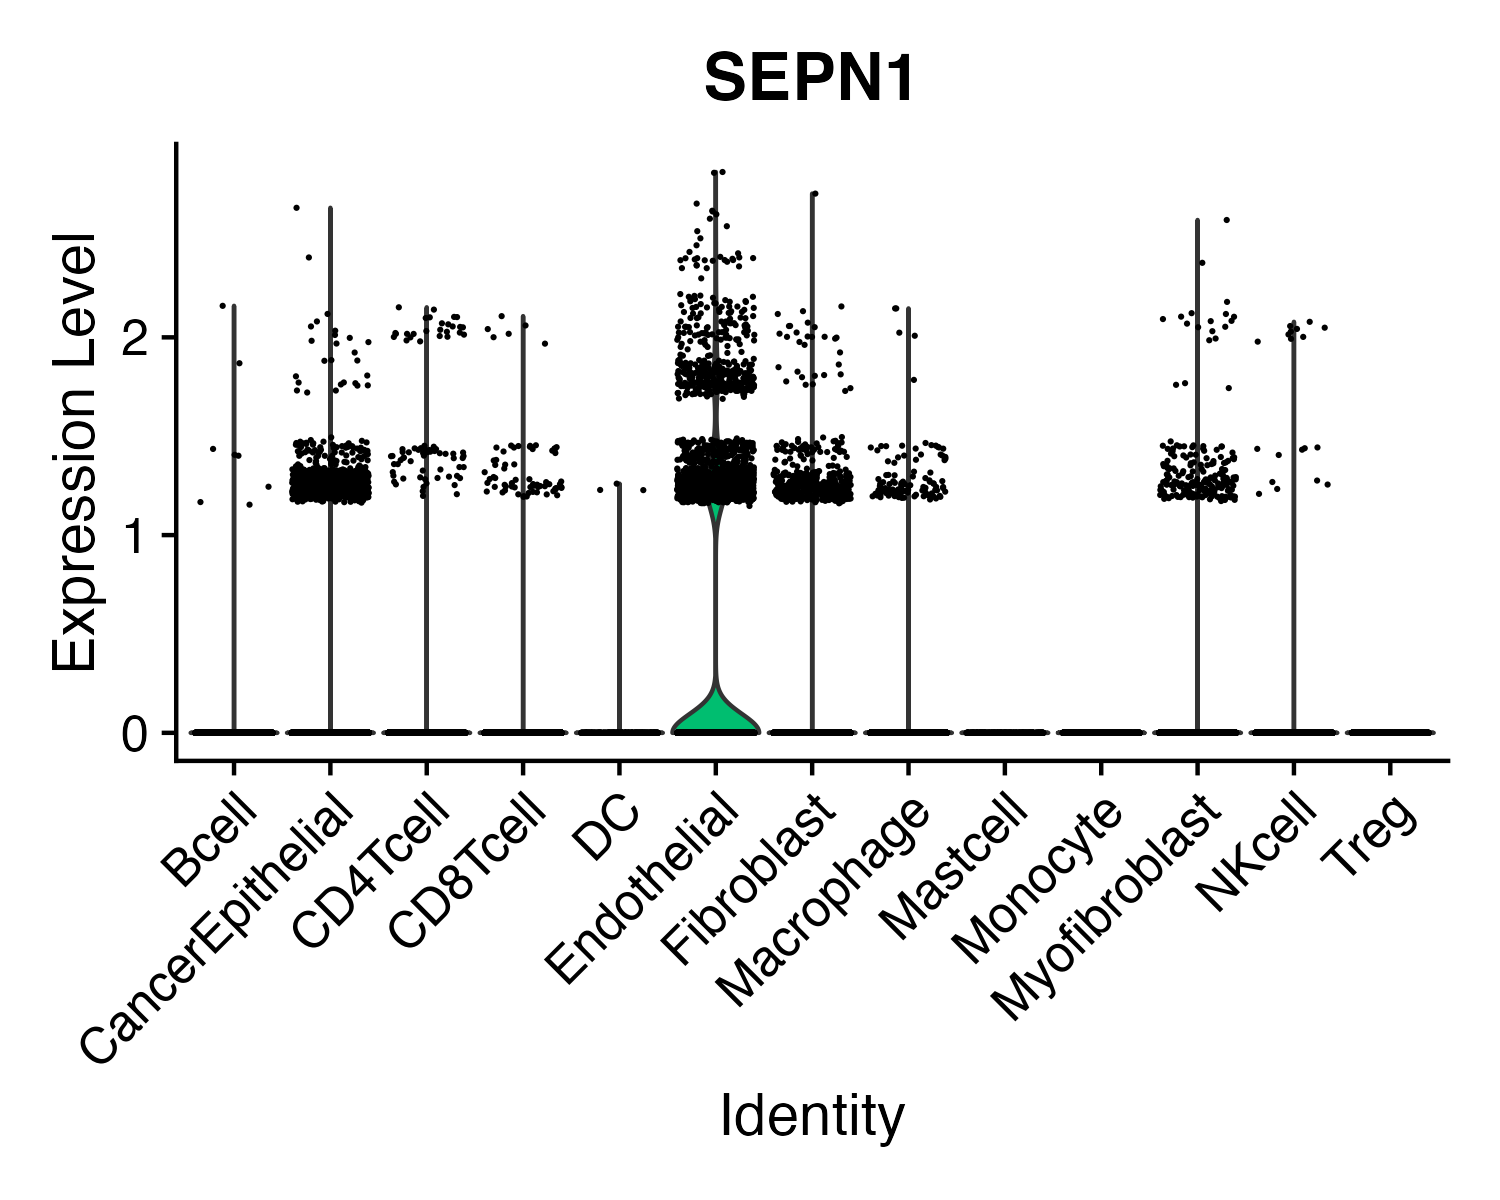 SEPN1
Expression Level
2
1
0
Bcell
CancerEpithelial
CD4Tcell
CD8Tcell
DC
Endothelial
Fibroblast
Macrophage
Mastcell
Monocyte
Myofibroblast
NKcell
Treg
Identity